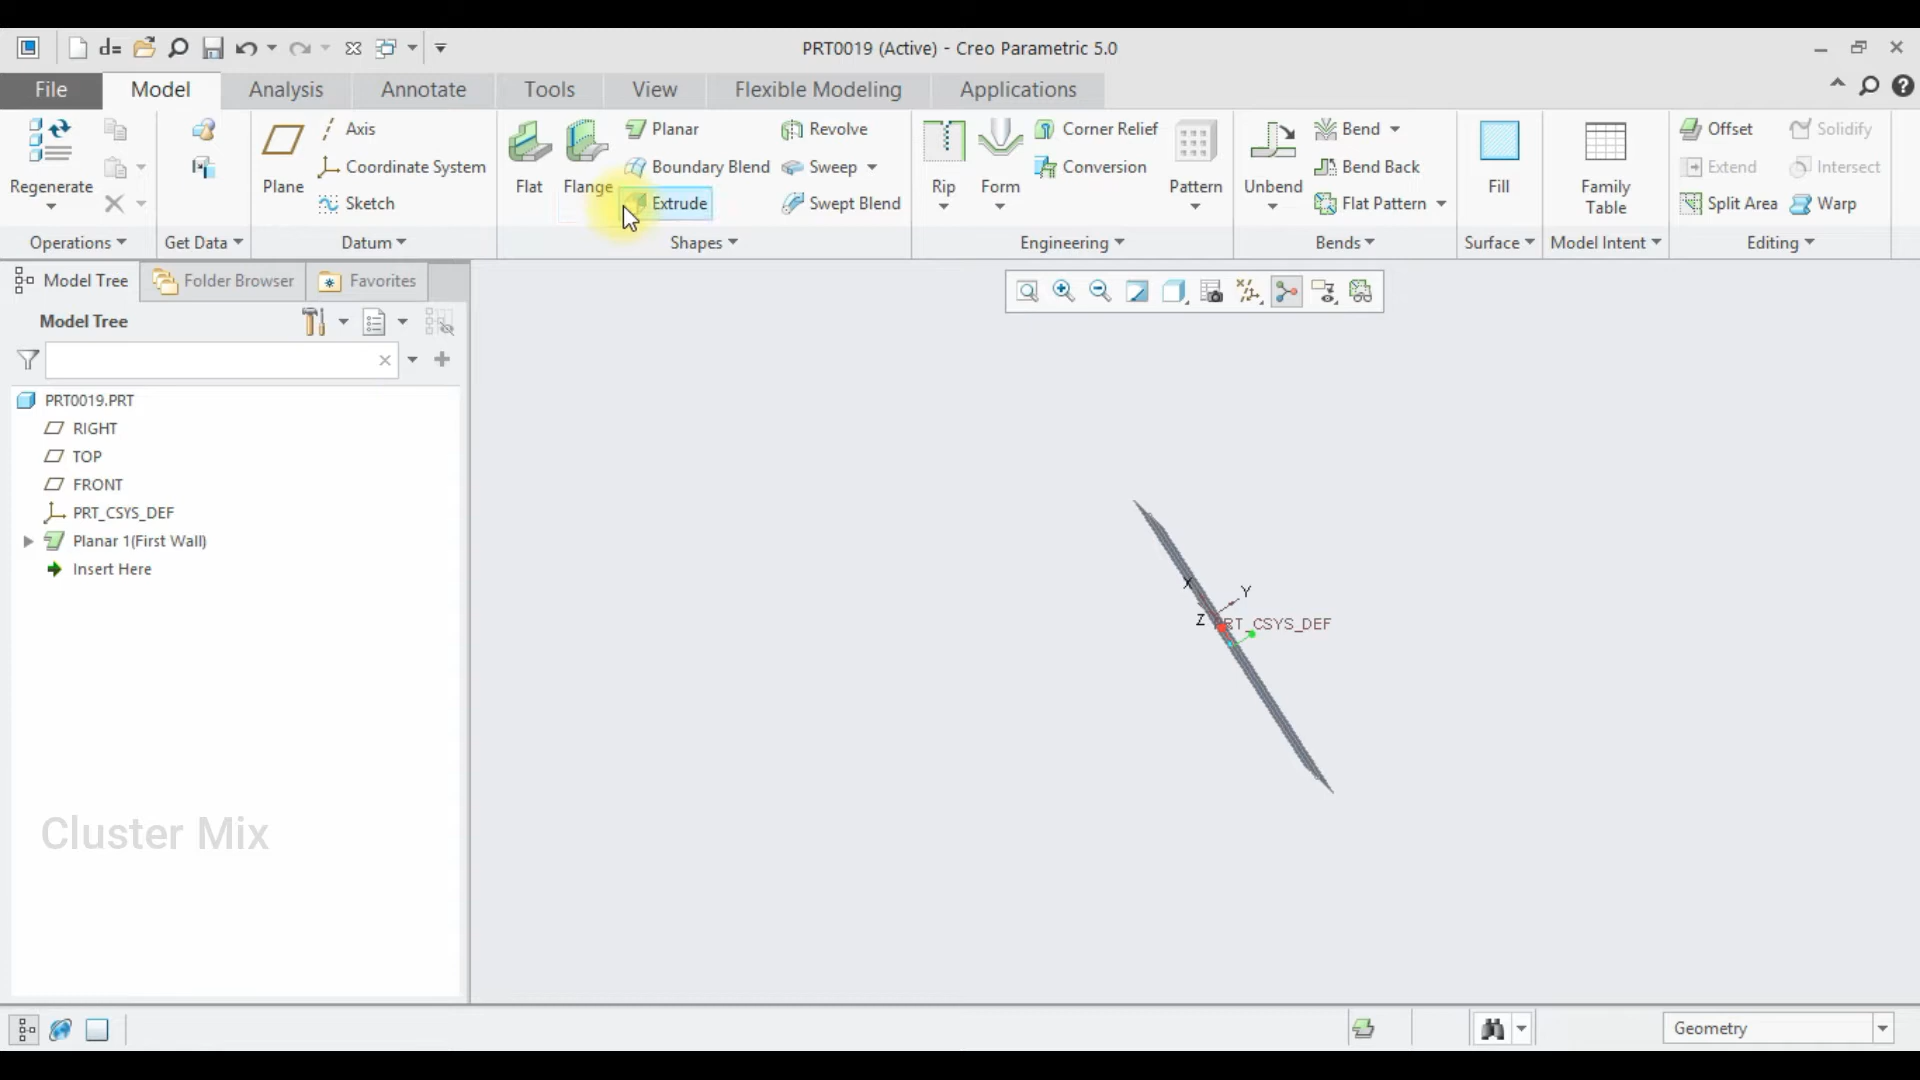 d=
PRT0019 (Active) - Creo Parametric 5.0
File
Model
Analysis
Annotate
Tools
View
Flexible Modeling
Applications
Regenerate
Operations
Get Data
Plane
Axis
Coordinate System
Sketch
Datum
Flat
Flange
Planar
Boundary Blend
Extrude
Revolve
Sweep
Swept Blend
Shapes
Rip
Form
Corner Relief
Conversion
Pattern
Engineering
Unbend
Bend
Bend Back
Flat Pattern
Bends
Fill
Surface
Family
Table
Model Intent
Offset
Extend
Split Area
Solidify
Intersect
Warp
Editing
Model Tree
Folder Browser
Favorites
Model Tree
PRT0019.PRT
RIGHT
TOP
FRONT
PRT_CSYS_DEF
Planar 1(First Wall)
Insert Here
X
Y
Z
PRT_CSYS_DEF
Cluster Mix
Geometry